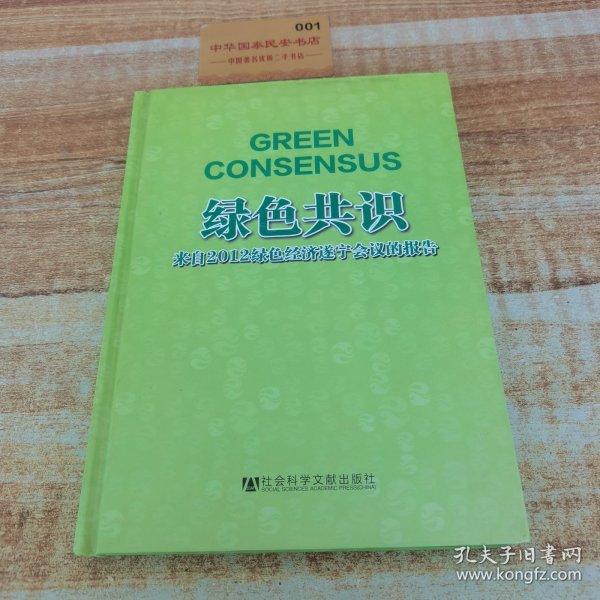 001
中华国泰民安书店
中国著名优质二手书店
GREEN
CONSENSUS
绿色共识
来自2012绿色经济遂宁会议的报告
社会科学文献出版社
SOCIAL SCIENCES ACADEMIC PRESS(CHINA)
孔夫子旧书网
www.kongfz.com